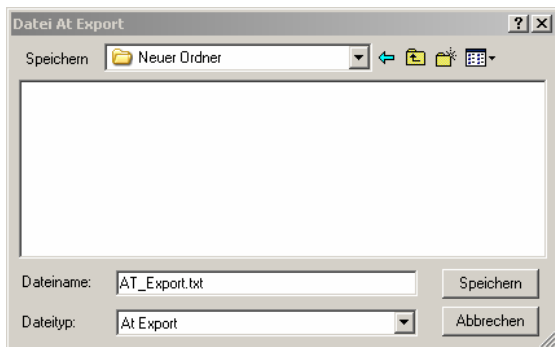 Datei At Export
Speichern Neuer Ordner
Dateiname: AT_Export.txt Speichern
Dateityp: At Export Abbrechen